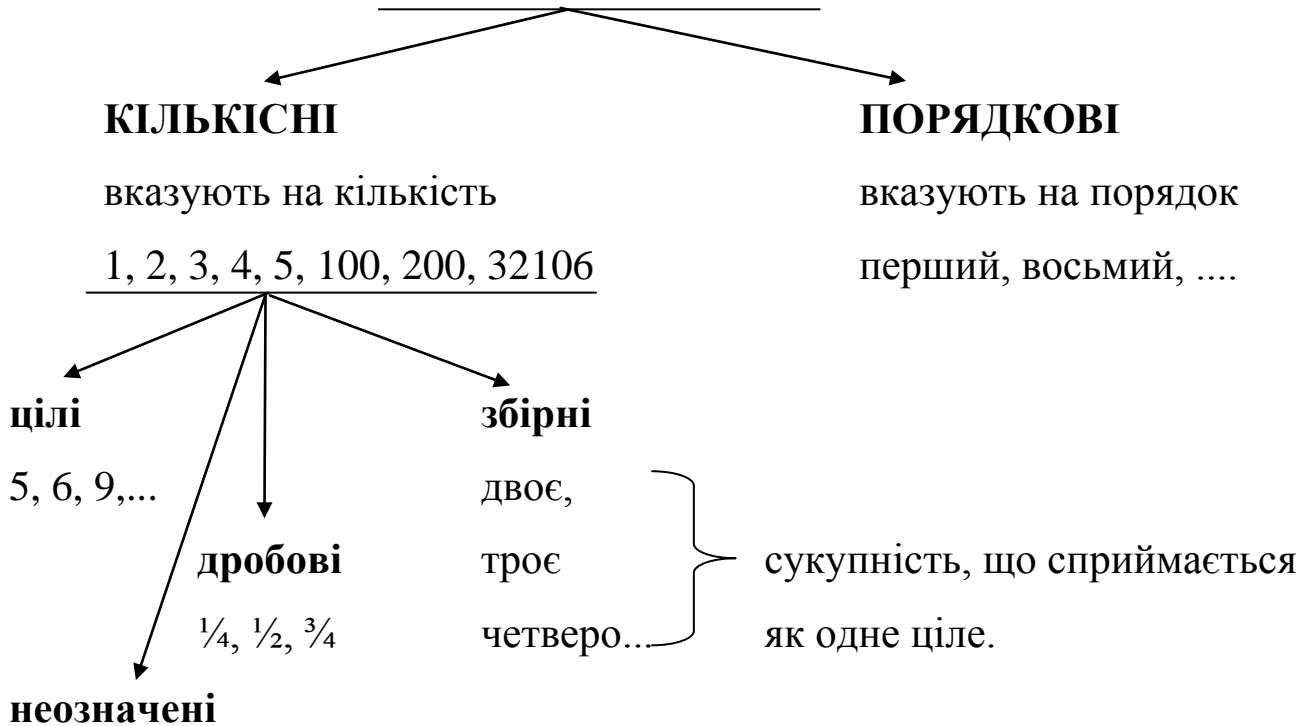 КІЛЬКІСНІ
вказують на кількість
1, 2, 3, 4, 5, 100, 200, 32106
ПОРЯДКОВІ
вказують на порядок
перший, восьмий, ....
цілі
5, 6, 9,...
дробові
¼, ½, ¾
збірні
двоє,
троє
четверо...
сукупність, що сприймається
як одне ціле.
неозначені